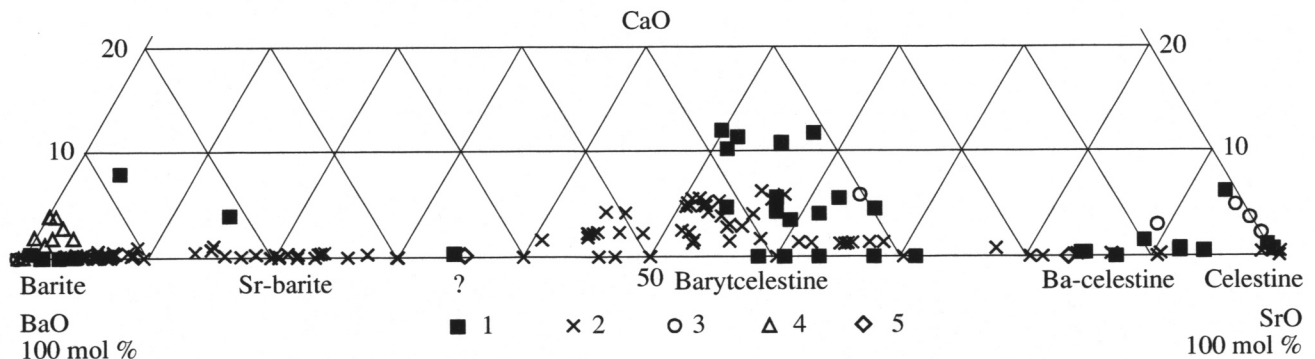 CaO
20 20
10 10
Barite Sr-barite ? 50 Barytcelestine Ba-celestine Celestine
BaO 1 2 3 4 5 SrO
100 mol % 100 mol %